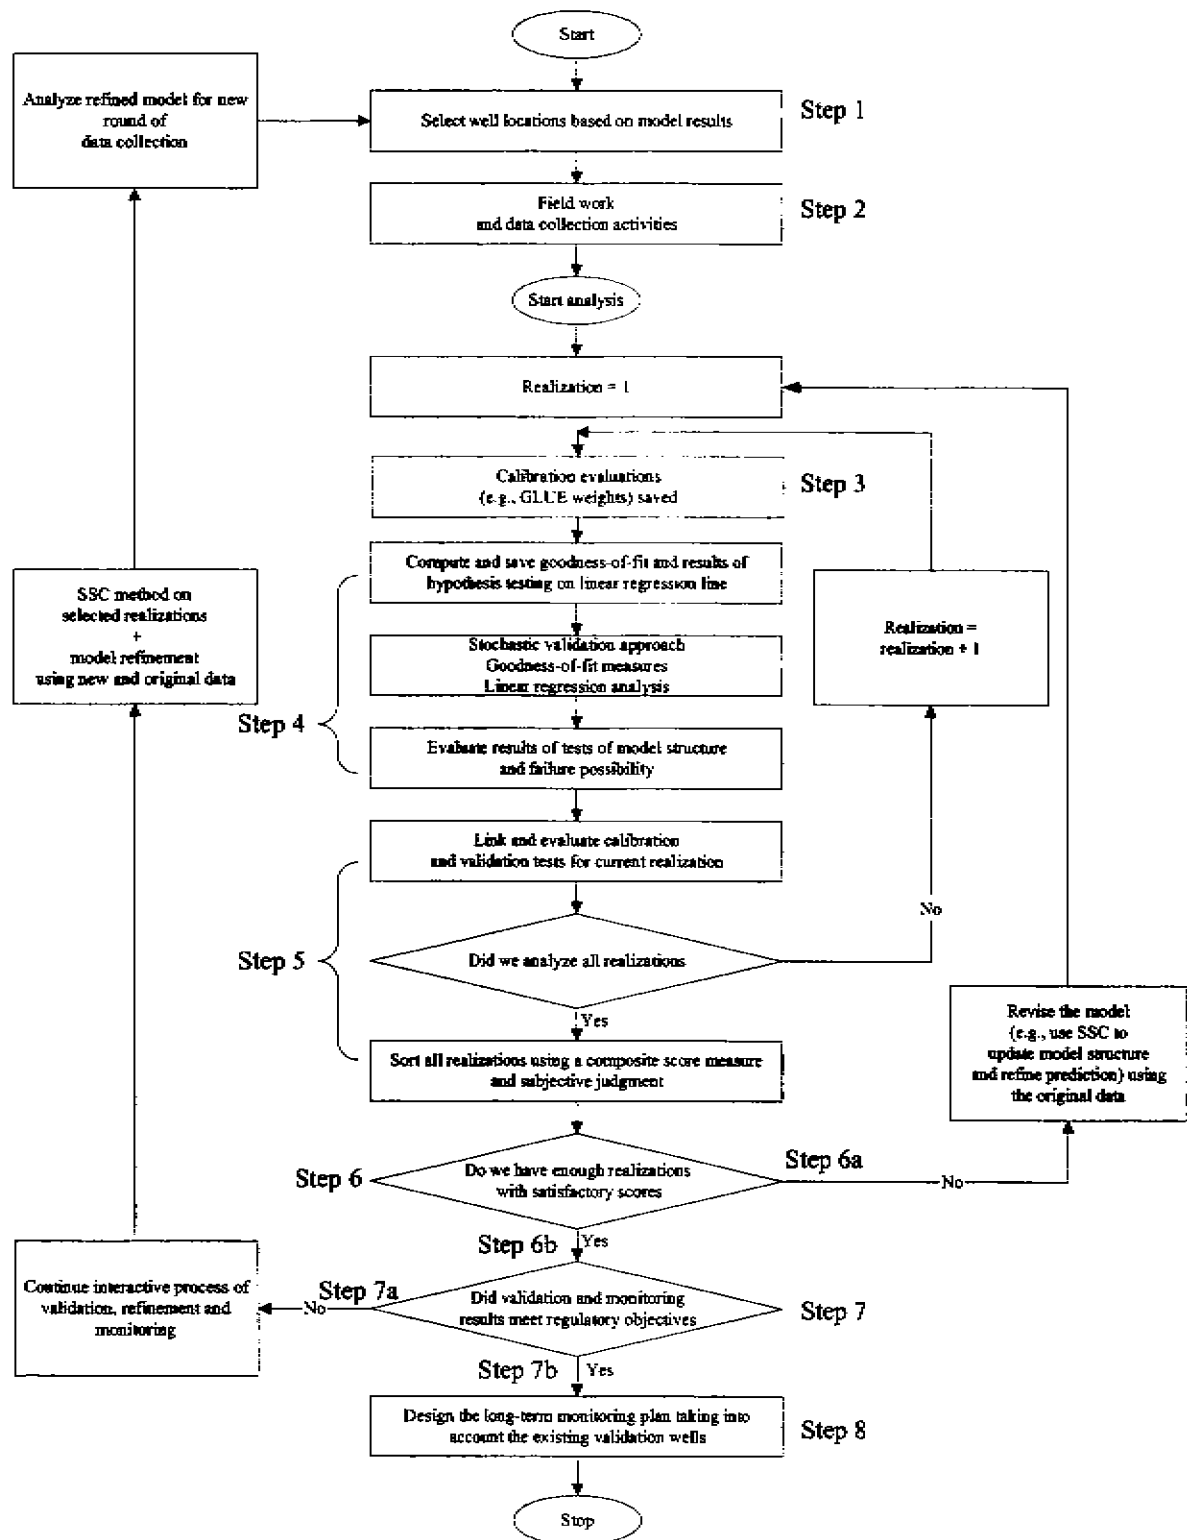 Start
Analyze refined model for new
round of
data collection
Select well locations based on model results
Step 1
Field work
and data collection activities
Step 2
Start analysis
Realization = 1
Calibration evaluations
(e.g., GLUE weights) saved
Step 3
Compute and save goodness-of-fit and results of
hypothesis testing on linear regression line
SSC method on
selected realizations
+
model refinement
using new and original data
Realization =
realization + 1
Stochastic validation approach
Goodness-of-fit measures
Linear regression analysis
Step 4
Evaluate results of tests of model structure
and failure possibility
Link and evaluate calibration
and validation tests for current realization
No
Step 5
Did we analyze all realizations
Yes
Revise the model
(e.g., use SSC to
update model structure
and refine prediction) using
the original data
Sort all realizations using a composite score measure
and subjective judgment
Step 6
Do we have enough realizations
with satisfactory scores
Step 6a
No
Step 6b
Yes
Continue interactive process of
validation, refinement and
monitoring
Step 7a
No
Did validation and monitoring
results meet regulatory objectives
Step 7
Step 7b
Yes
Design the long-term monitoring plan taking into
account the existing validation wells
Step 8
Stop